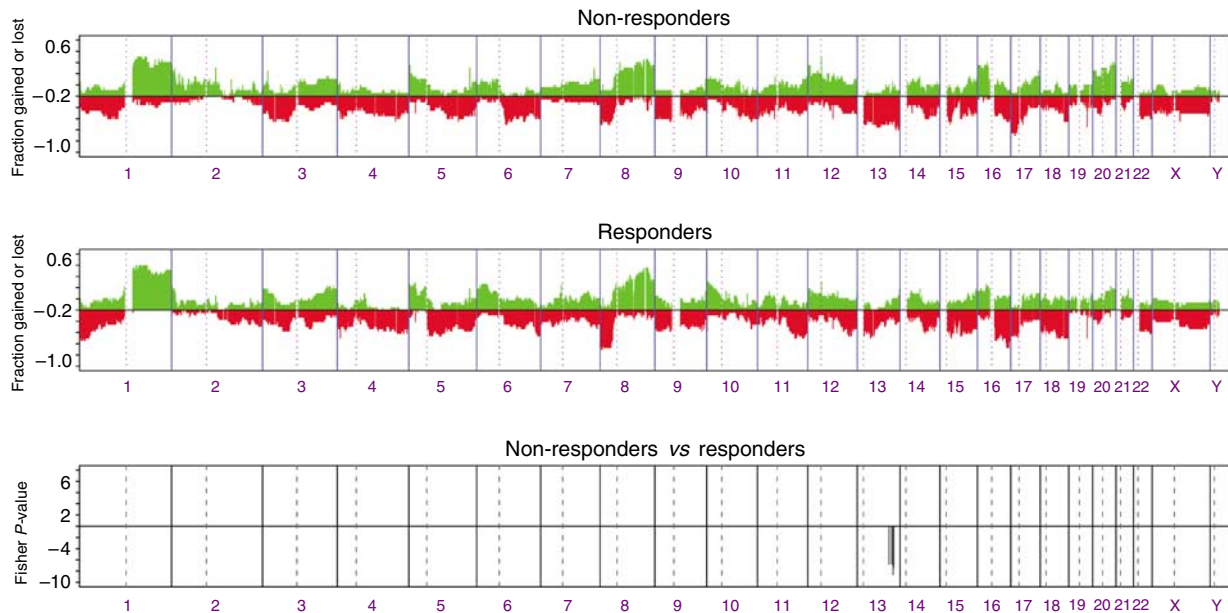 Non-responders
Fraction gained or lost
0.6
−0.2
−1.0
1 2 3 4 5 6 7 8 9 10 11 12 13 14 15 16 17 18 19 20 21 22 X Y
Responders
Fraction gained or lost
0.6
−0.2
−1.0
1 2 3 4 5 6 7 8 9 10 11 12 13 14 15 16 17 18 19 20 21 22 X Y
Non-responders vs responders
Fisher P-value
6
2
−4
−10
1 2 3 4 5 6 7 8 9 10 11 12 13 14 15 16 17 18 19 20 21 22 X Y